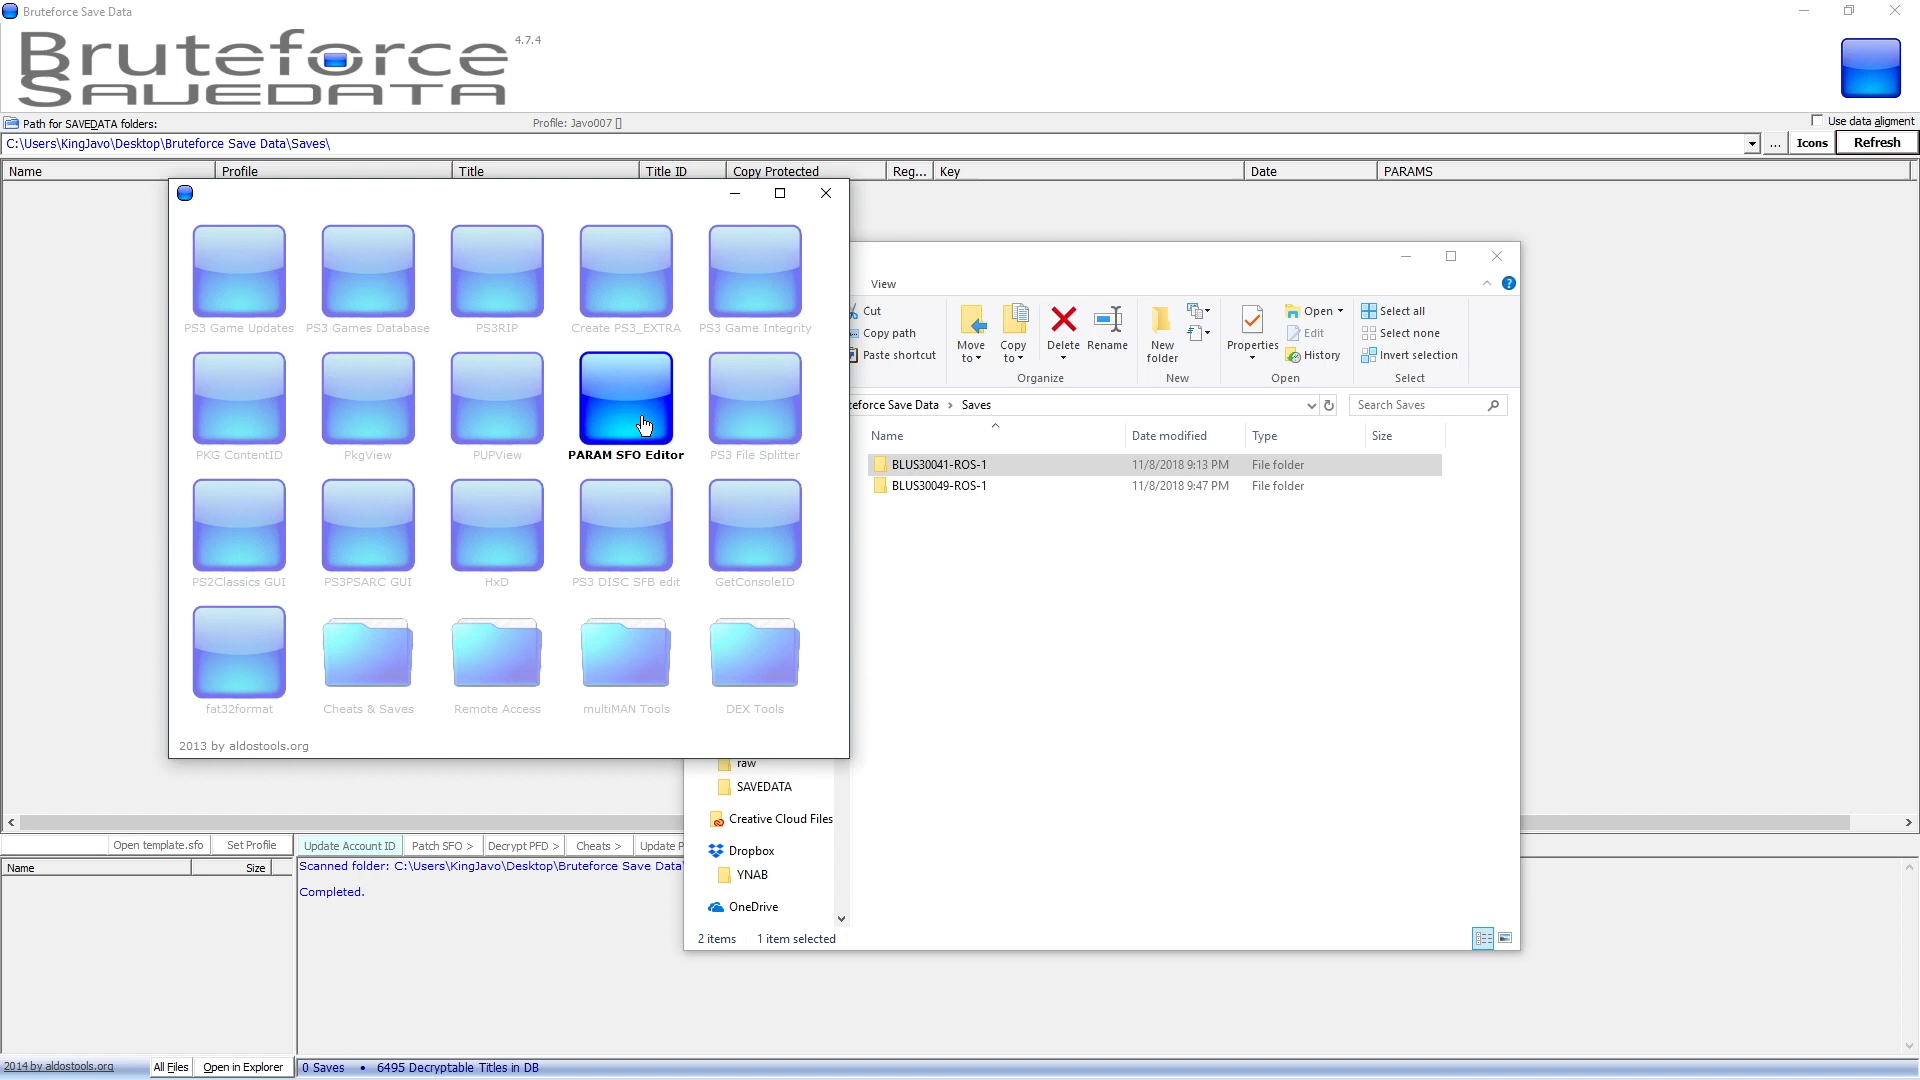 Bruteforce Save Data
Bruteforce 4.7.4
SAVEDATA
Path for SAVEDATA folders:
Profile: Javo007 []
Use data aligment
C:\Users\KingJavo\Desktop\Bruteforce Save Data\Saves\
...
Icons
Refresh
Name Profile Title Title ID Copy Protected Reg... Key Date PARAMS
PS3 Game Updates PS3 Games Database PS3RIP Create PS3_EXTRA PS3 Game Integrity
PKG ContentID PkgView PUPView PARAM SFO Editor PS3 File Splitter
PS2Classics GUI PS3PSARC GUI HxD PS3 DISC SFB edit GetConsoleID
fat32format Cheats & Saves Remote Access multiMAN Tools DEX Tools
2013 by aldostools.org
View
Cut
Copy path
Paste shortcut
Move to
Copy to
Delete
Rename
Organize
New folder
New
Properties
Open
Edit
History
Open
Select all
Select none
Invert selection
Select
teforce Save Data > Saves
Search Saves
Name Date modified Type Size
BLUS30041-ROS-1 11/8/2018 9:13 PM File folder
BLUS30049-ROS-1 11/8/2018 9:47 PM File folder
raw
SAVEDATA
Creative Cloud Files
Dropbox
YNAB
OneDrive
2 items 1 item selected
Open template.sfo Set Profile Update Account ID Patch SFO > Decrypt PFD > Cheats > Update P
Name Size
Scanned folder: C:\Users\KingJavo\Desktop\Bruteforce Save Data
Completed.
2014 by aldostools.org All Files Open in Explorer 0 Saves • 6495 Decryptable Titles in DB